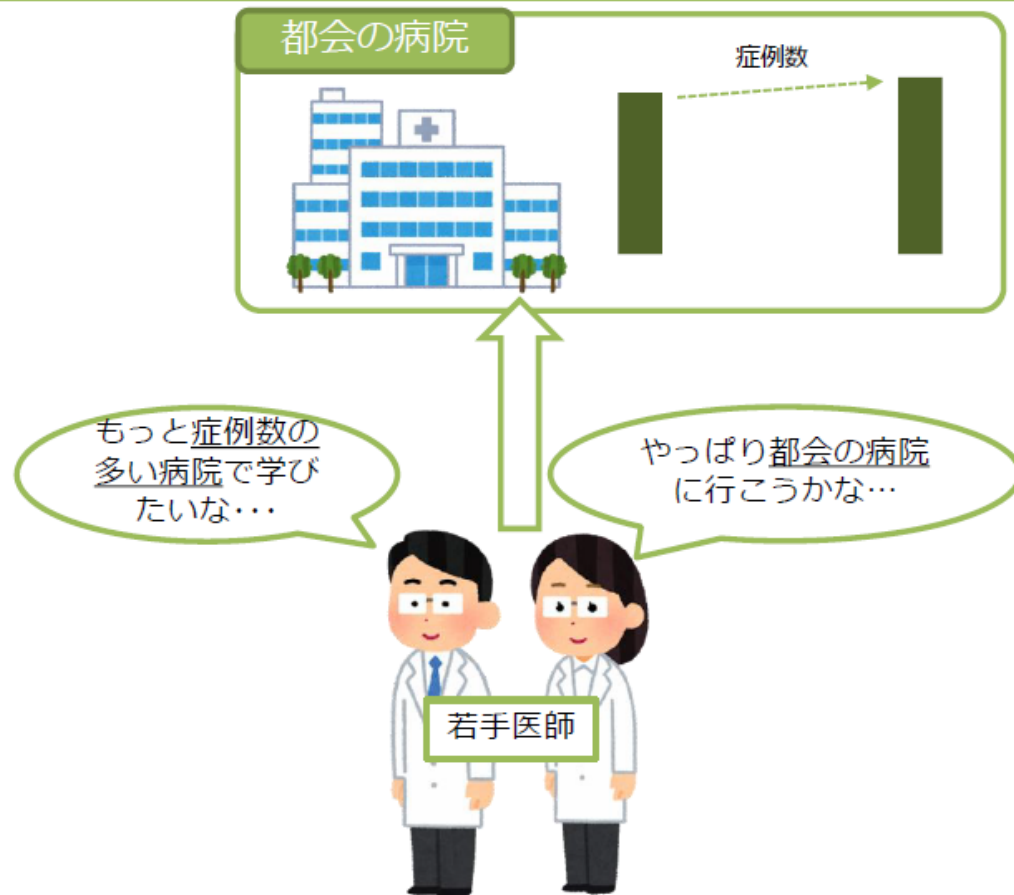 都会の病院
症例数
もっと症例数の
多い病院で学び
たいな･･･
やっぱり都会の病院
に行こうかな…
若手医師